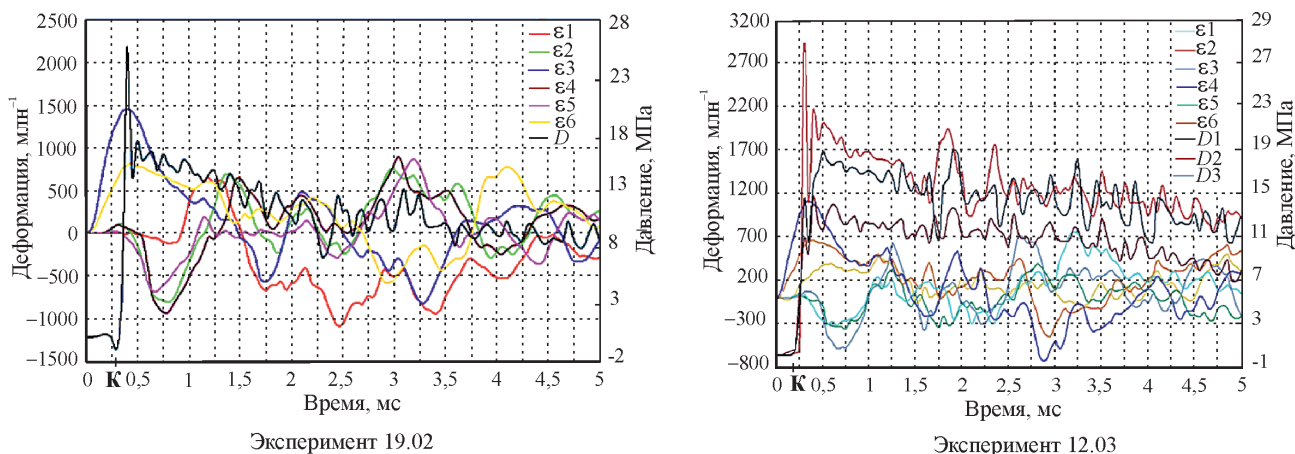 Деформация, млн⁻¹
2500
2000
1500
1000
500
0
−500
−1000
−1500
0
К
0,5
1
1,5
2
2,5
3
3,5
4
4,5
5
Время, мс
28
23
18
13
8
3
-2
Давление, МПа
ε1
ε2
ε3
ε4
ε5
ε6
D
Эксперимент 19.02
Деформация, млн⁻¹
3200
2700
2200
1700
1200
700
200
−300
−800
0
К
0,5
1
1,5
2
2,5
3
3,5
4
4,5
5
Время, мс
29
27
23
19
15
11
7
3
-1
Давление, МПа
ε1
ε2
ε3
ε4
ε5
ε6
D1
D2
D3
Эксперимент 12.03